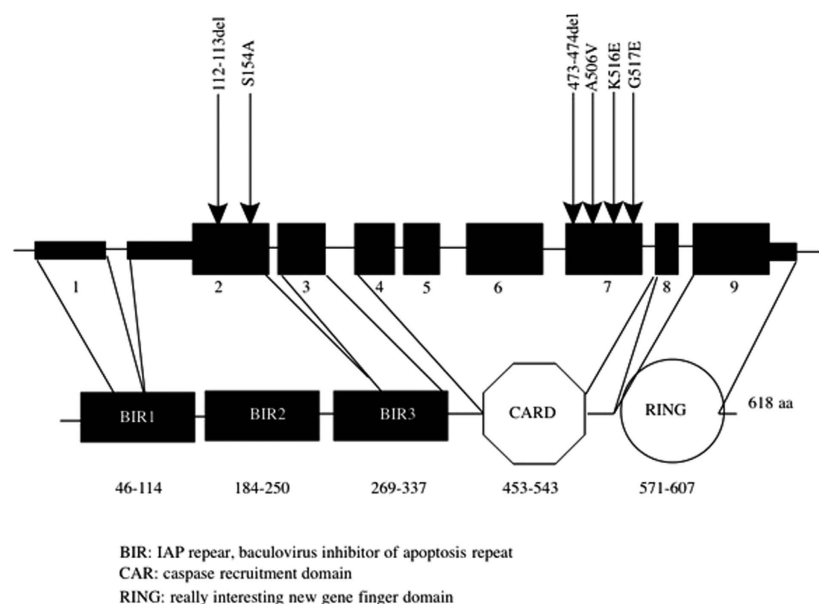 112-113del
S154A
473-474del
A506V
K516E
G517E
1 2 3 4 5 6 7 8 9
BIR1 BIR2 BIR3 CARD RING 618 aa
46-114 184-250 269-337 453-543 571-607
BIR: IAP repear, baculovirus inhibitor of apoptosis repeat
CAR: caspase recruitment domain
RING: really interesting new gene finger domain